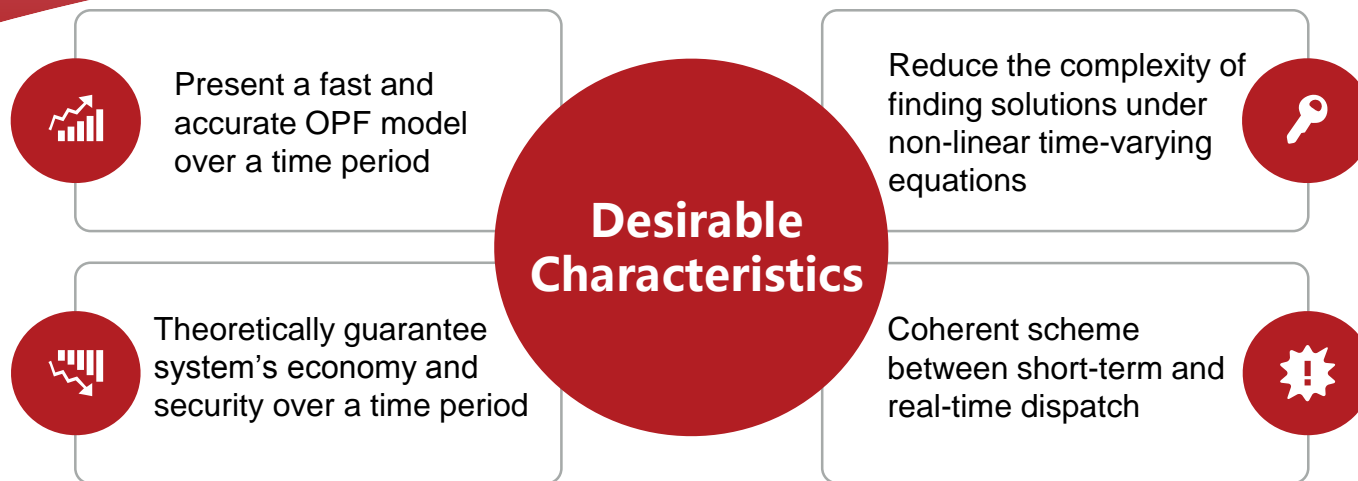 Present a fast and
accurate OPF model
over a time period
Reduce the complexity of
finding solutions under
non-linear time-varying
equations
Desirable
Characteristics
Theoretically guarantee
system's economy and
security over a time period
Coherent scheme
between short-term and
real-time dispatch